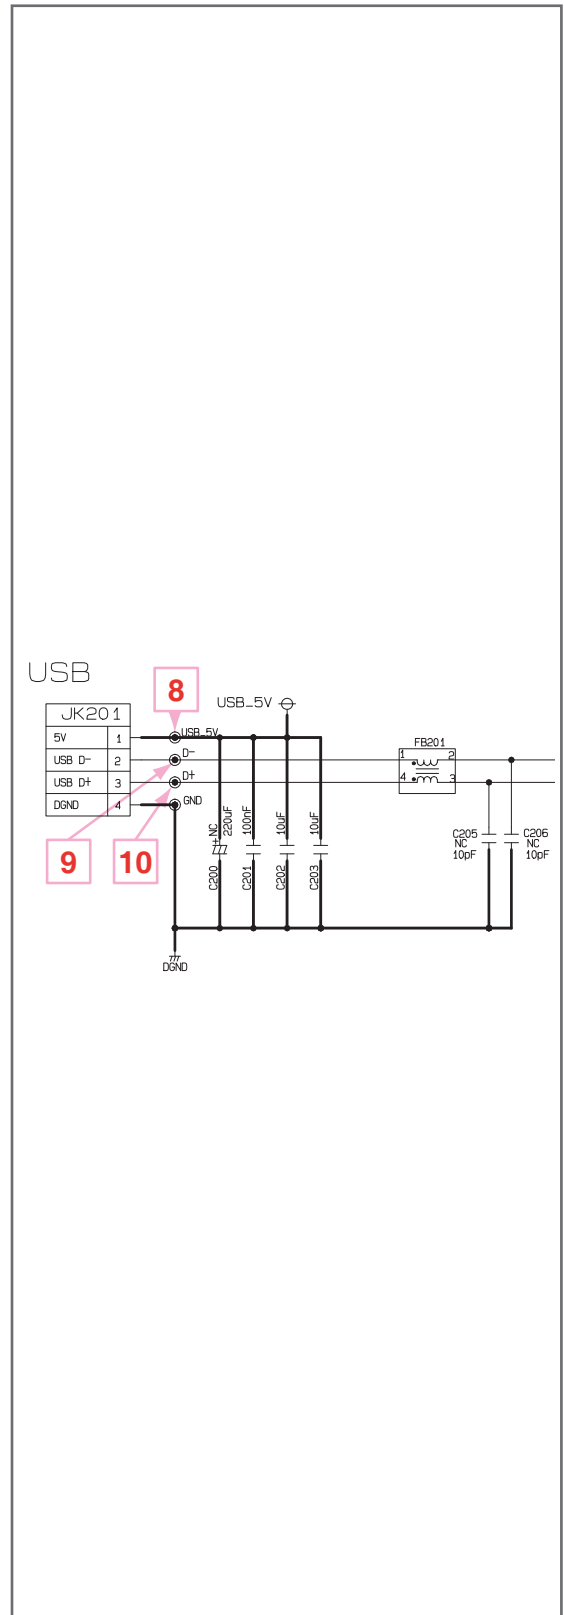 USB
8
USB_5V
JK201
5V 1
USB D- 2
USB D+ 3
DGND 4
USB_5V
D-
D+
GND
9
10
+NC
220uF
C200
100nF
C201
10uF
C202
10uF
C203
FB201
1 2
4 3
C205
NC
10pF
C206
NC
10pF
DGND